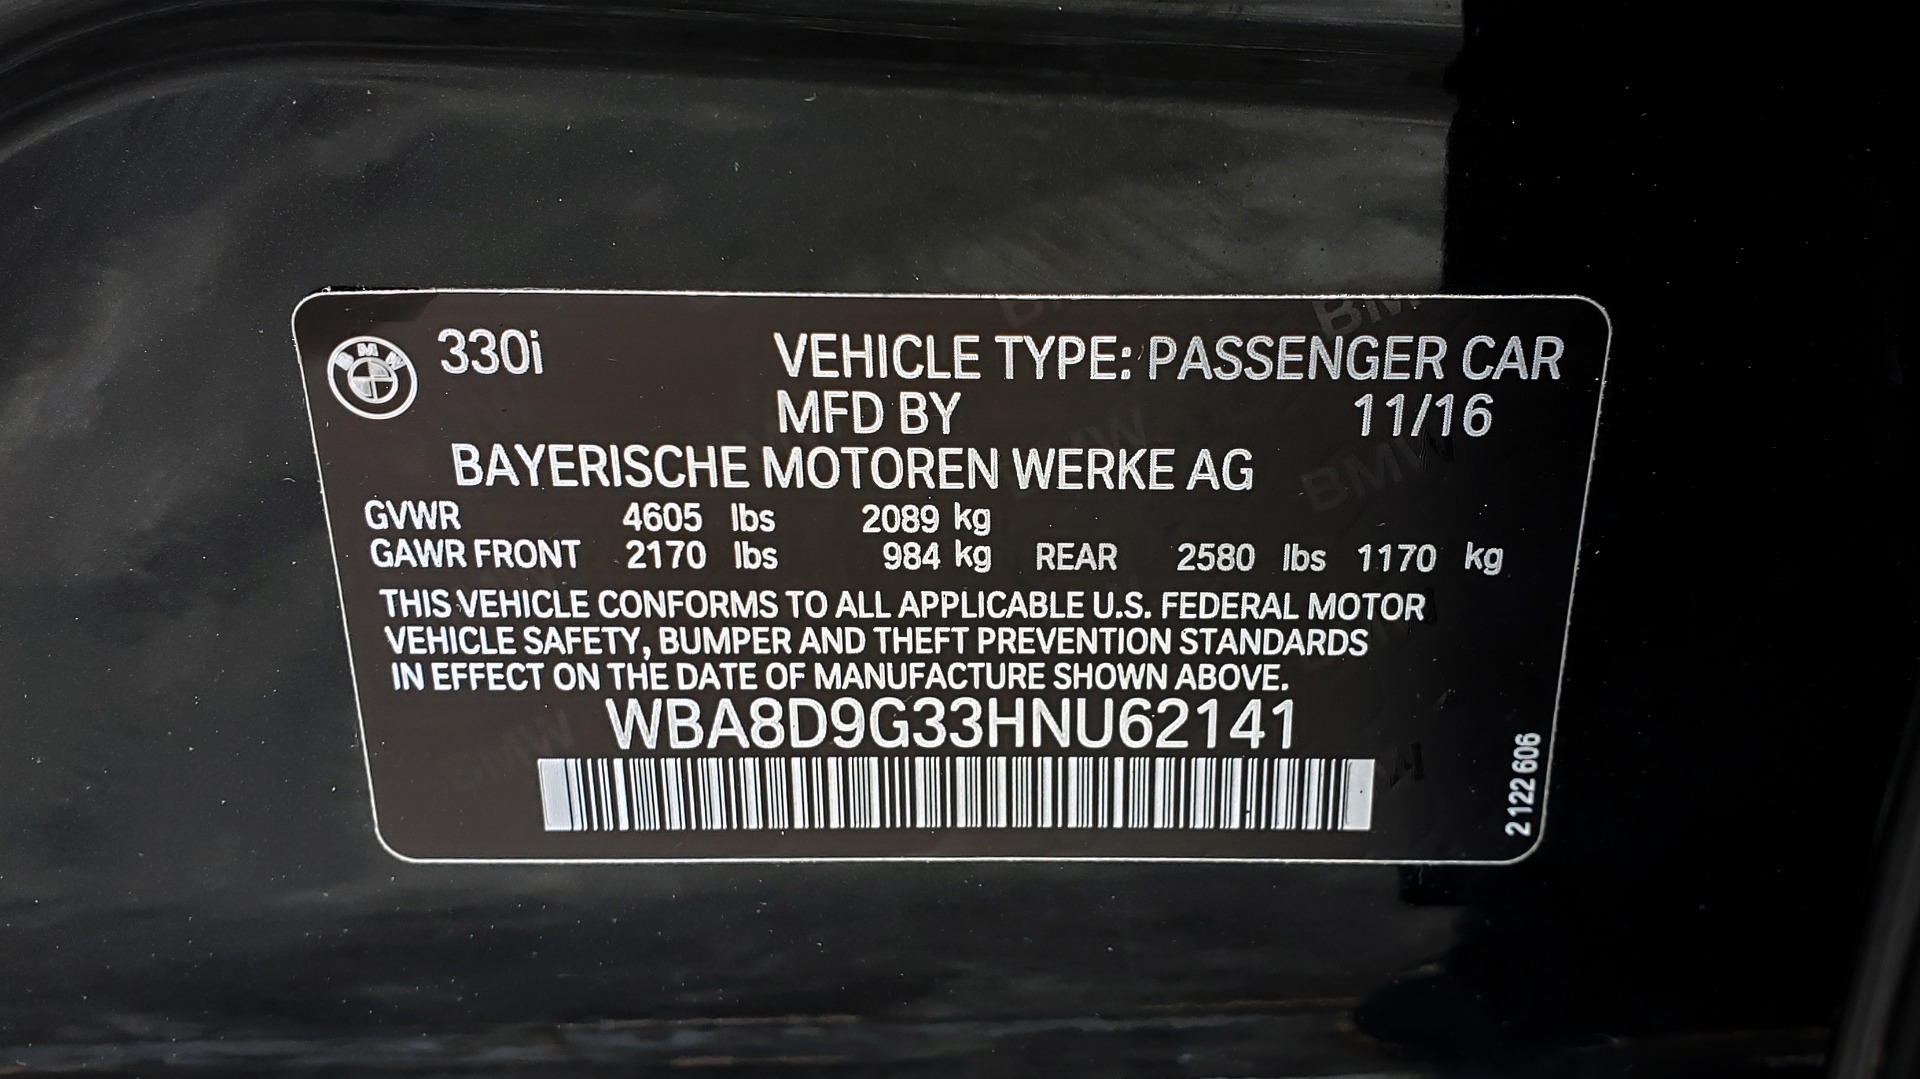 BMW 330i VEHICLE TYPE: PASSENGER CAR
MFD BY 11/16
BAYERISCHE MOTOREN WERKE AG
GVWR 4605 lbs 2089 kg
GAWR FRONT 2170 lbs 984 kg REAR 2580 lbs 1170 kg
THIS VEHICLE CONFORMS TO ALL APPLICABLE U.S. FEDERAL MOTOR
VEHICLE SAFETY, BUMPER AND THEFT PREVENTION STANDARDS
IN EFFECT ON THE DATE OF MANUFACTURE SHOWN ABOVE.
WBA8D9G33HNU62141
2122606